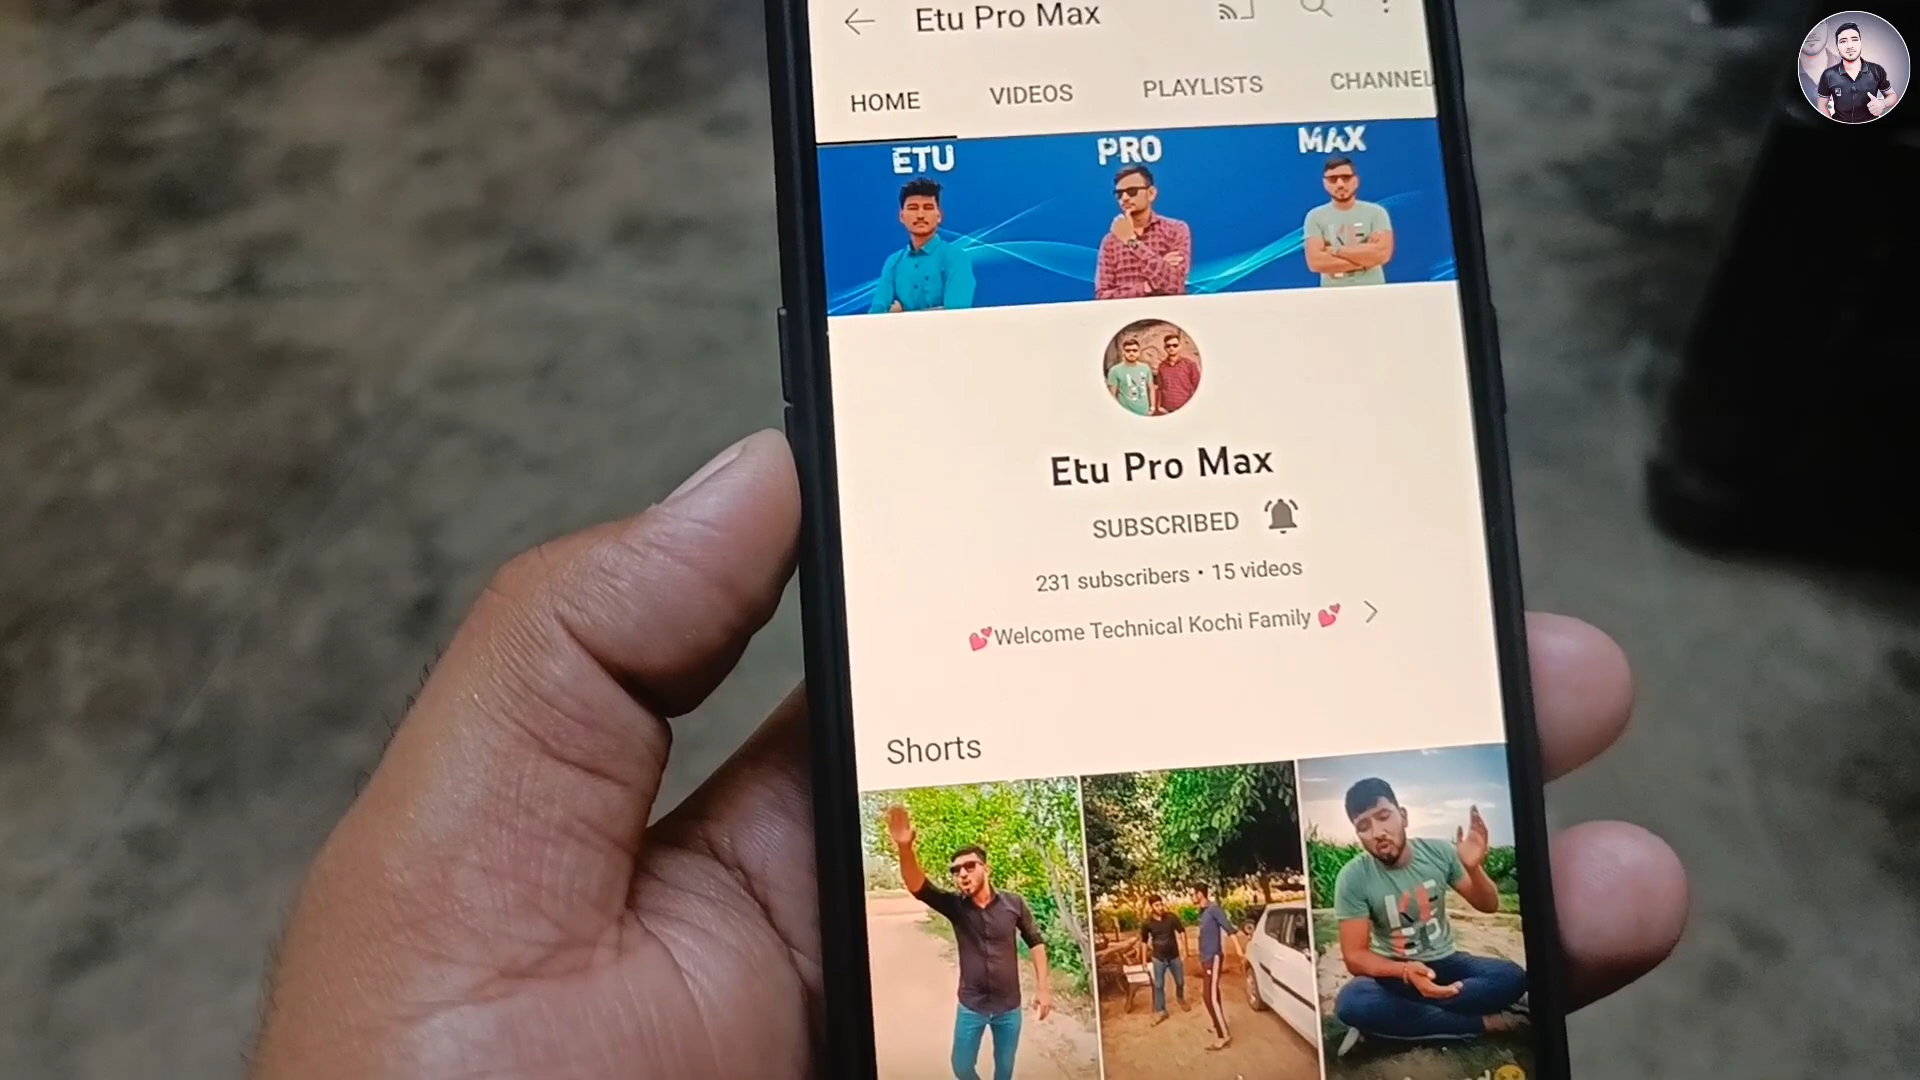 Etu Pro Max
HOME VIDEOS PLAYLISTS CHANNEL
ETU PRO MAX
Etu Pro Max
SUBSCRIBED
231 subscribers • 15 videos
💕Welcome Technical Kochi Family 💕
Shorts